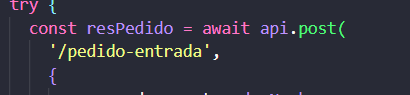 try {
const resPedido = await api.post(
'/pedido-entrada',
{